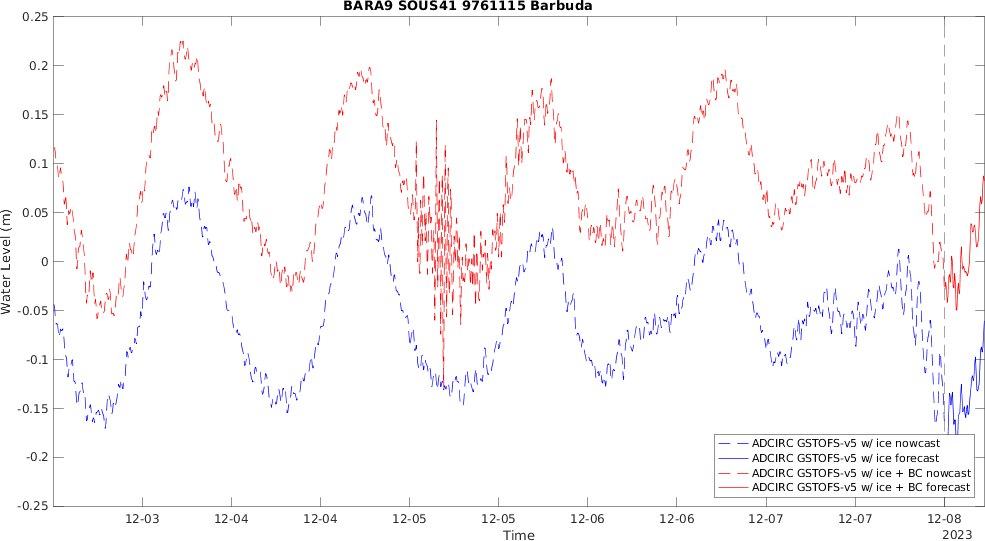 BARA9 SOUS41 9761115 Barbuda
0.25
0.2
0.15
0.1
0.05
0
-0.05
-0.1
-0.15
-0.2
-0.25
Water Level (m)
ADCIRC GSTOFS-v5 w/ ice nowcast
ADCIRC GSTOFS-v5 w/ ice forecast
ADCIRC GSTOFS-v5 w/ ice + BC nowcast
ADCIRC GSTOFS-v5 w/ ice + BC forecast
12-03 12-04 12-04 12-05 12-05 12-06 12-06 12-07 12-07 12-08
2023
Time